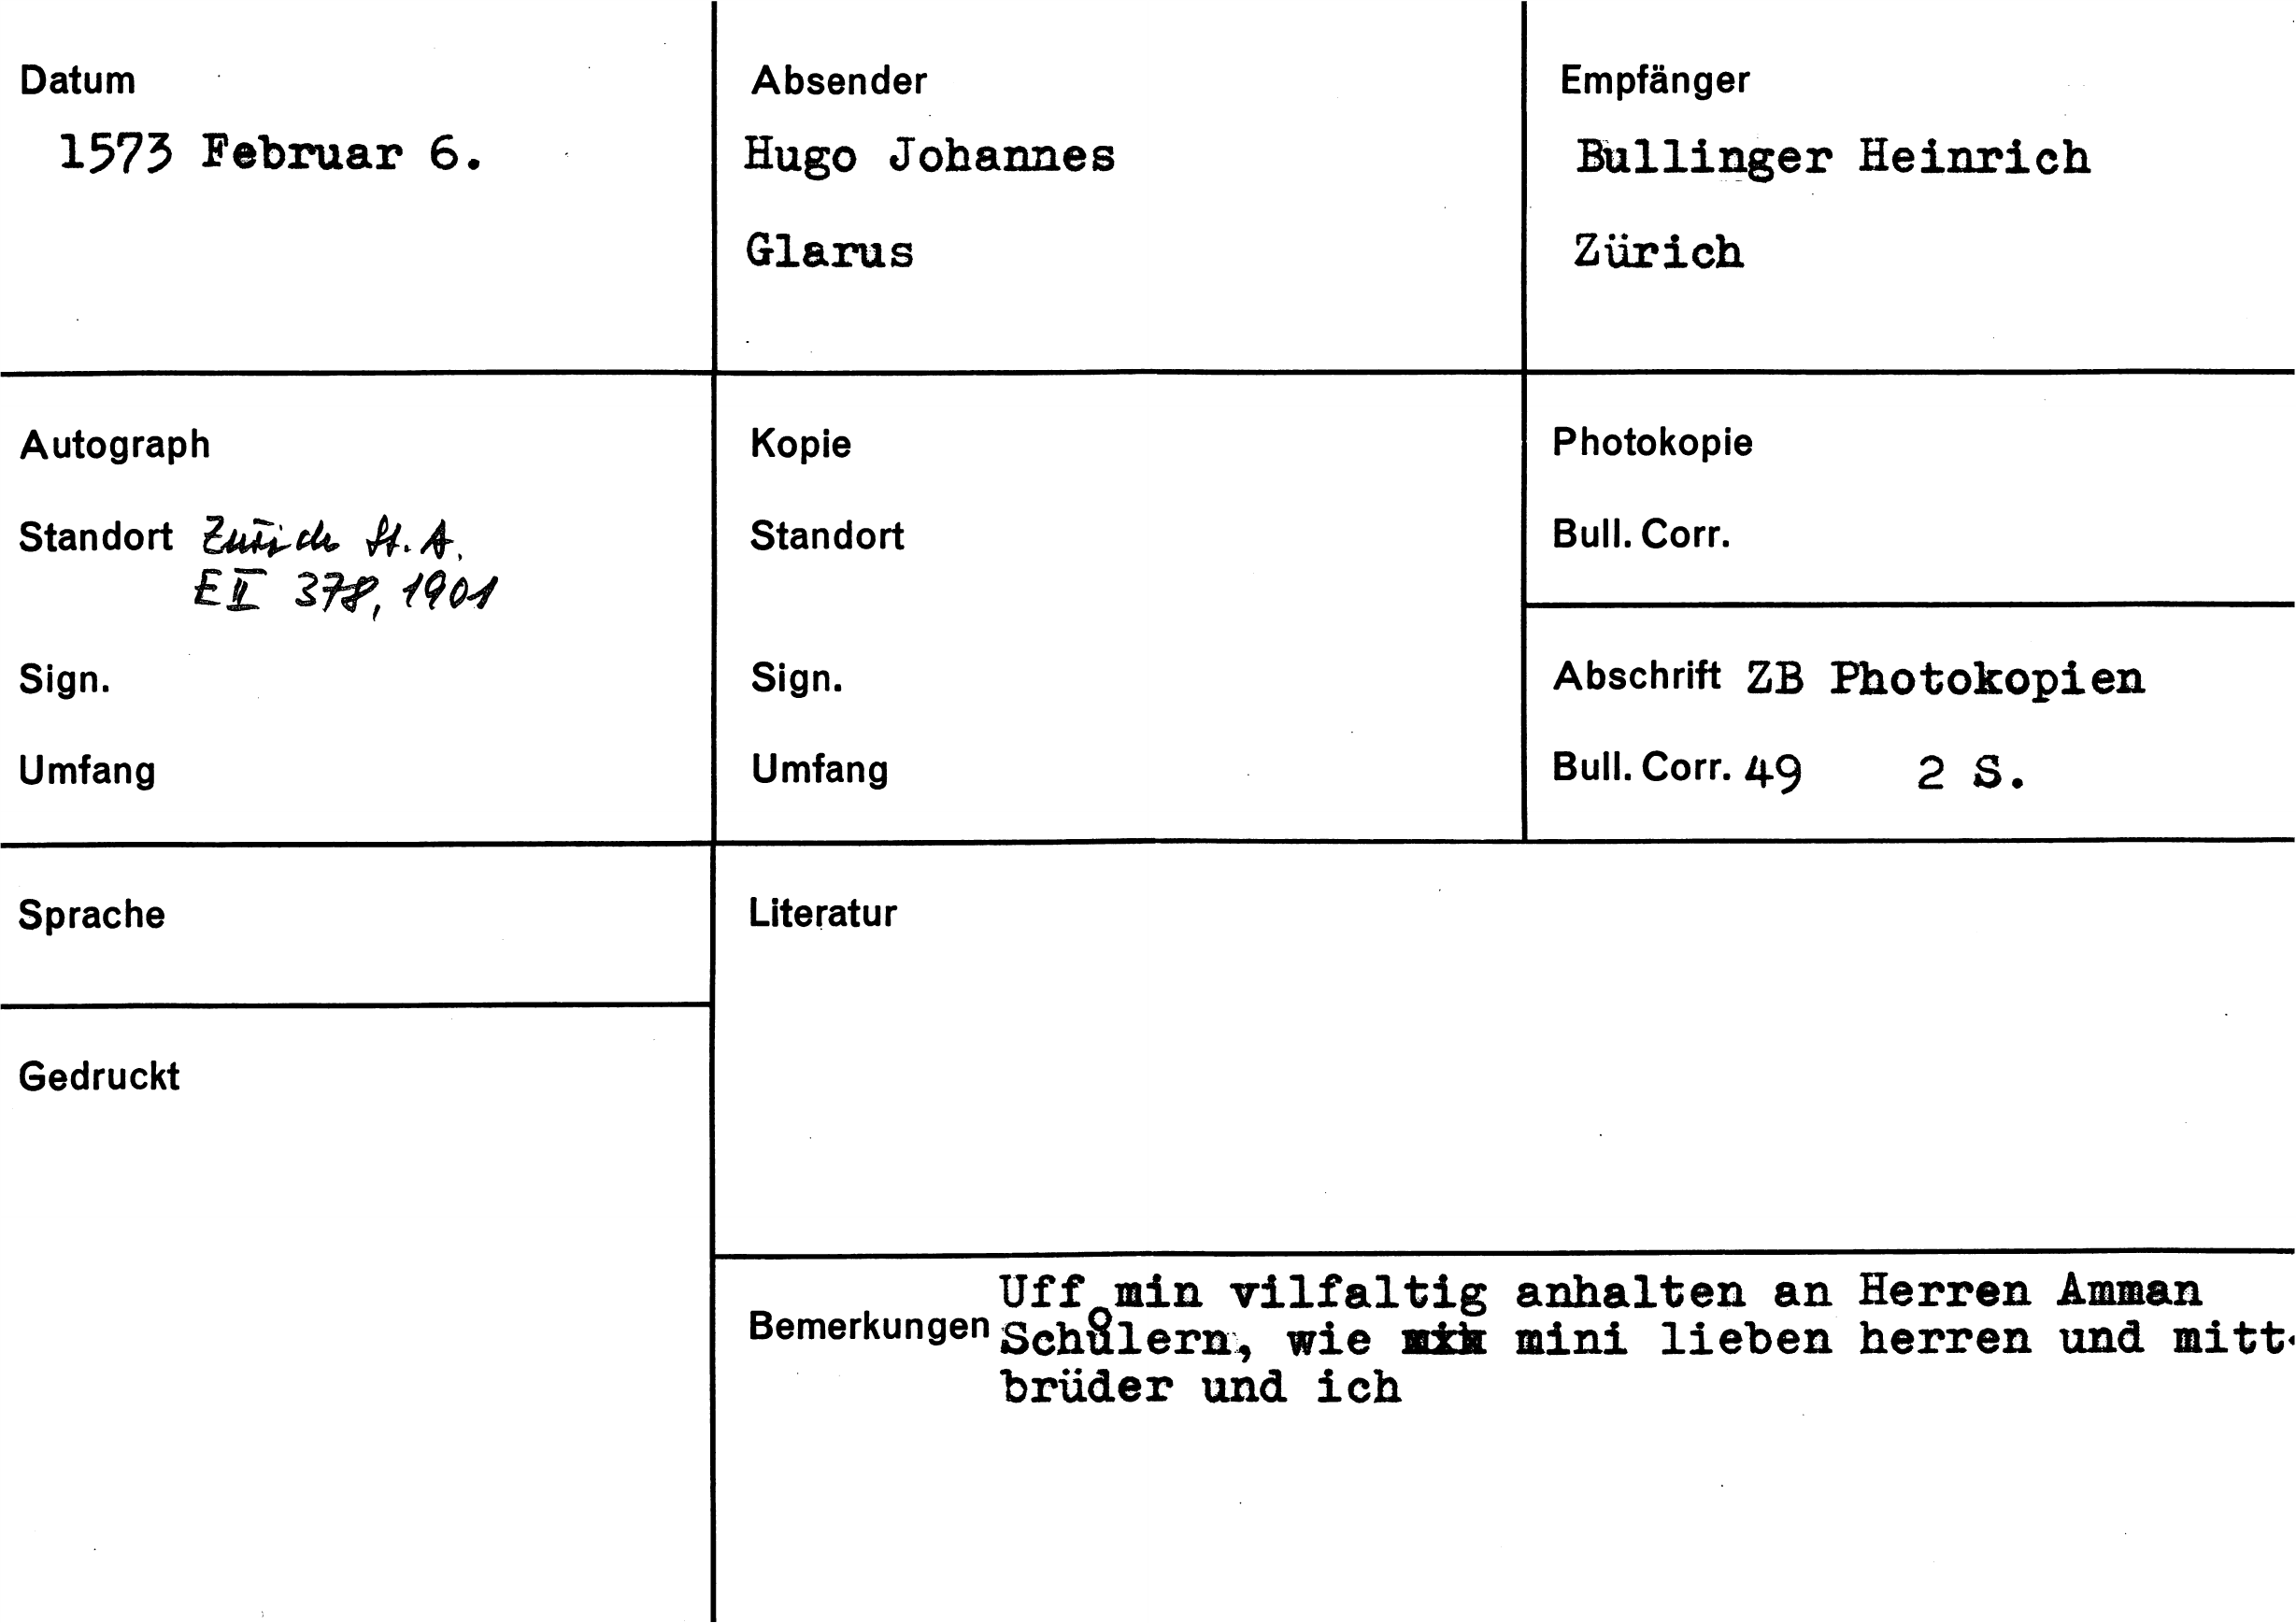 Datum
1573 Februar 6.
Absender
Hugo Johannes
Glarus
Empfänger
Bullinger Heinrich
Zürich
Autograph
Standort Zürich St. A.
E II 378, 1901
Sign.
Umfang
Kopie
Standort
Sign.
Umfang
Photokopie
Bull. Corr.
Abschrift ZB Photokopien
Bull. Corr. 49 2 S.
Sprache
Gedruckt
Literatur
Bemerkungen
Uff min vilfaltig anhalten an Herren Amman
Schůlern, wie mini lieben herren und mitt-
brüder und ich